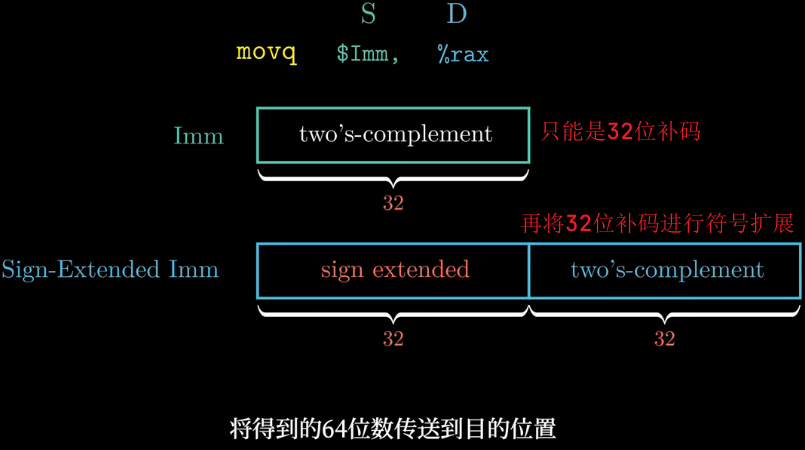 S D
movq $Imm, %rax
Imm two's-complement 只能是32位补码
32
再将32位补码进行符号扩展
Sign-Extended Imm sign extended two's-complement
32 32
将得到的64位数传送到目的位置